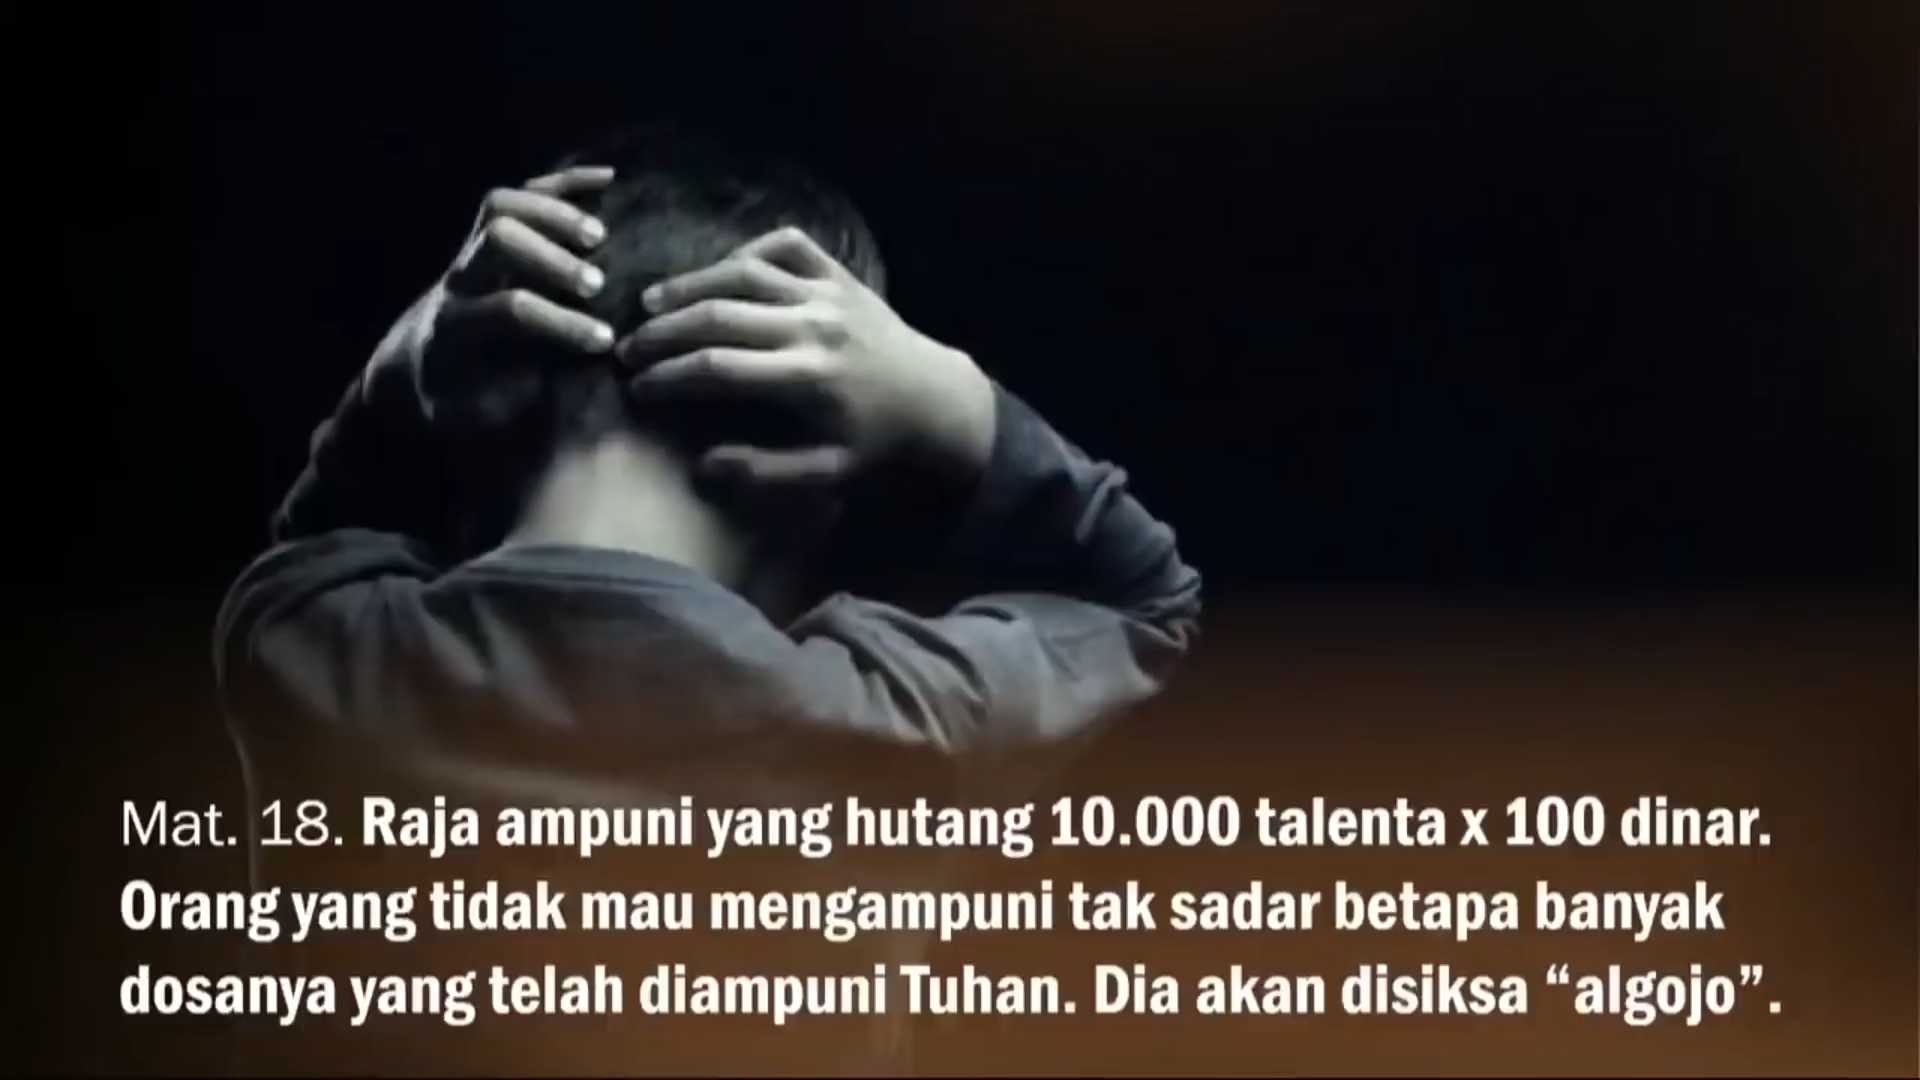 Mat. 18. Raja ampuni yang hutang 10.000 talenta x 100 dinar.
Orang yang tidak mau mengampuni tak sadar betapa banyak
dosanya yang telah diampuni Tuhan. Dia akan disiksa “algojo”.